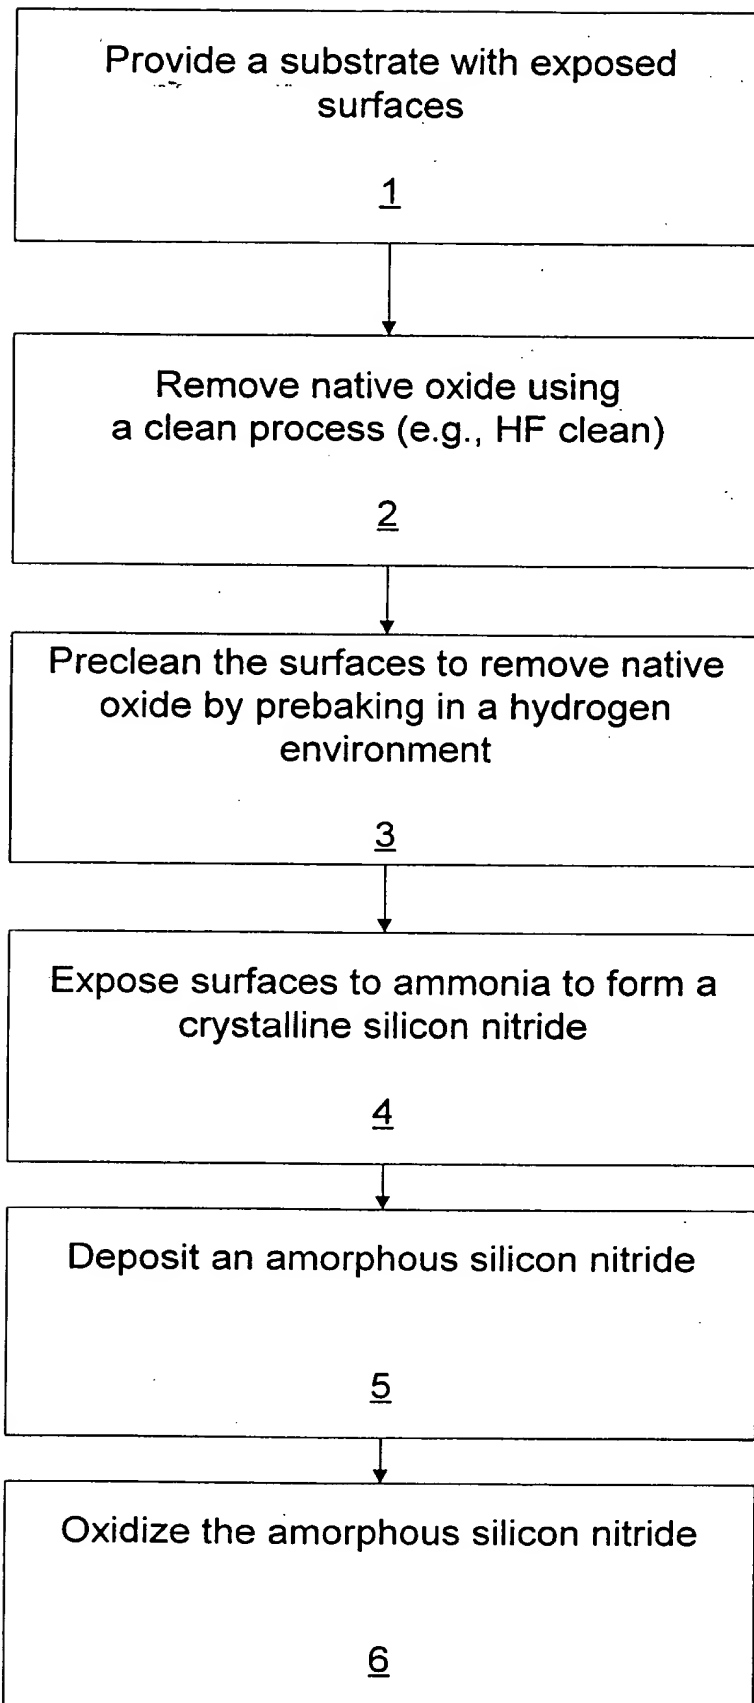 Provide a substrate with exposed
surfaces
1
Remove native oxide using
a clean process (e.g., HF clean)
2
Preclean the surfaces to remove native
oxide by prebaking in a hydrogen
environment
3
Expose surfaces to ammonia to form a
crystalline silicon nitride
4
Deposit an amorphous silicon nitride
5
Oxidize the amorphous silicon nitride
6